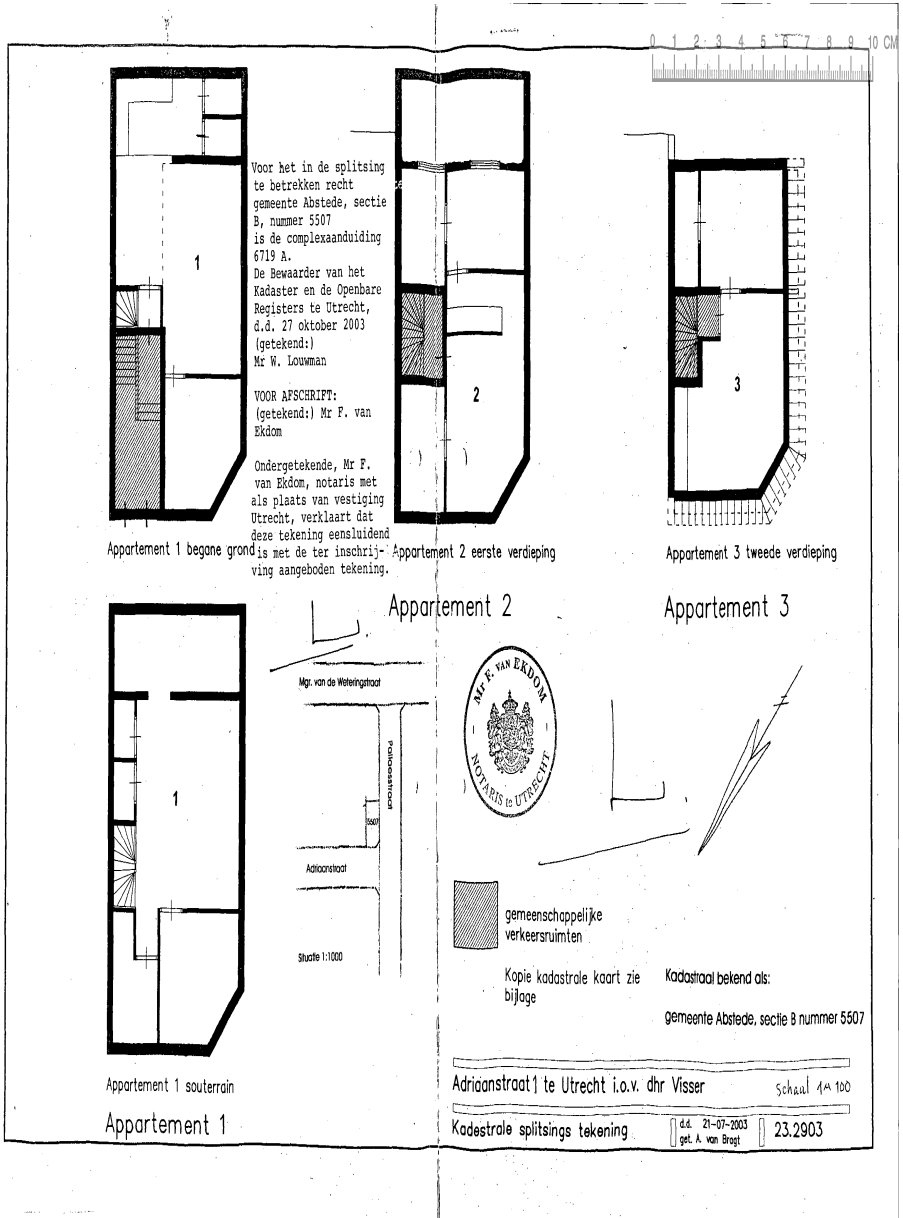 0 1 2 3 4 5 6 7 8 9 10 CM
Voor het in de splitsing
te betrekken recht
gemeente Abstede, sectie
B, nummer 5507
is de complexaanduiding
6719 A.
De Bewaarder van het
Kadaster en de Openbare
Registers te Utrecht,
d.d. 27 oktober 2003
(getekend:)
Mr W. Louwman
VOOR AFSCHRIFT:
(getekend:) Mr F. van
Ekdom
Ondergetekende, Mr F.
van Ekdom, notaris met
als plaats van vestiging
Utrecht, verklaart dat
deze tekening eensluidend
is met de ter inschrij-
ving aangeboden tekening.
1
2
3
Appartement 1 begane grond
Appartement 2 eerste verdieping
Appartement 3 tweede verdieping
Appartement 2
Appartement 3
1
Mgr. van de Weteringstraat
Palaesstraat
5507
Adriaanstraat
Situatie 1:1000
Mr F. VAN EKDOM
NOTARIS te UTRECHT
gemeenschappelijke
verkeersruimten
Kopie kadastrale kaart zie
bijlage
Kadastraal bekend als:
gemeente Abstede, sectie B nummer 5507
Appartement 1 souterrain
Appartement 1
Adriaanstraat 1 te Utrecht i.o.v. dhr Visser
Schaal 1:100
Kadestrale splitsings tekening
d.d. 21-07-2003
get. A. van Bragt
23.2903